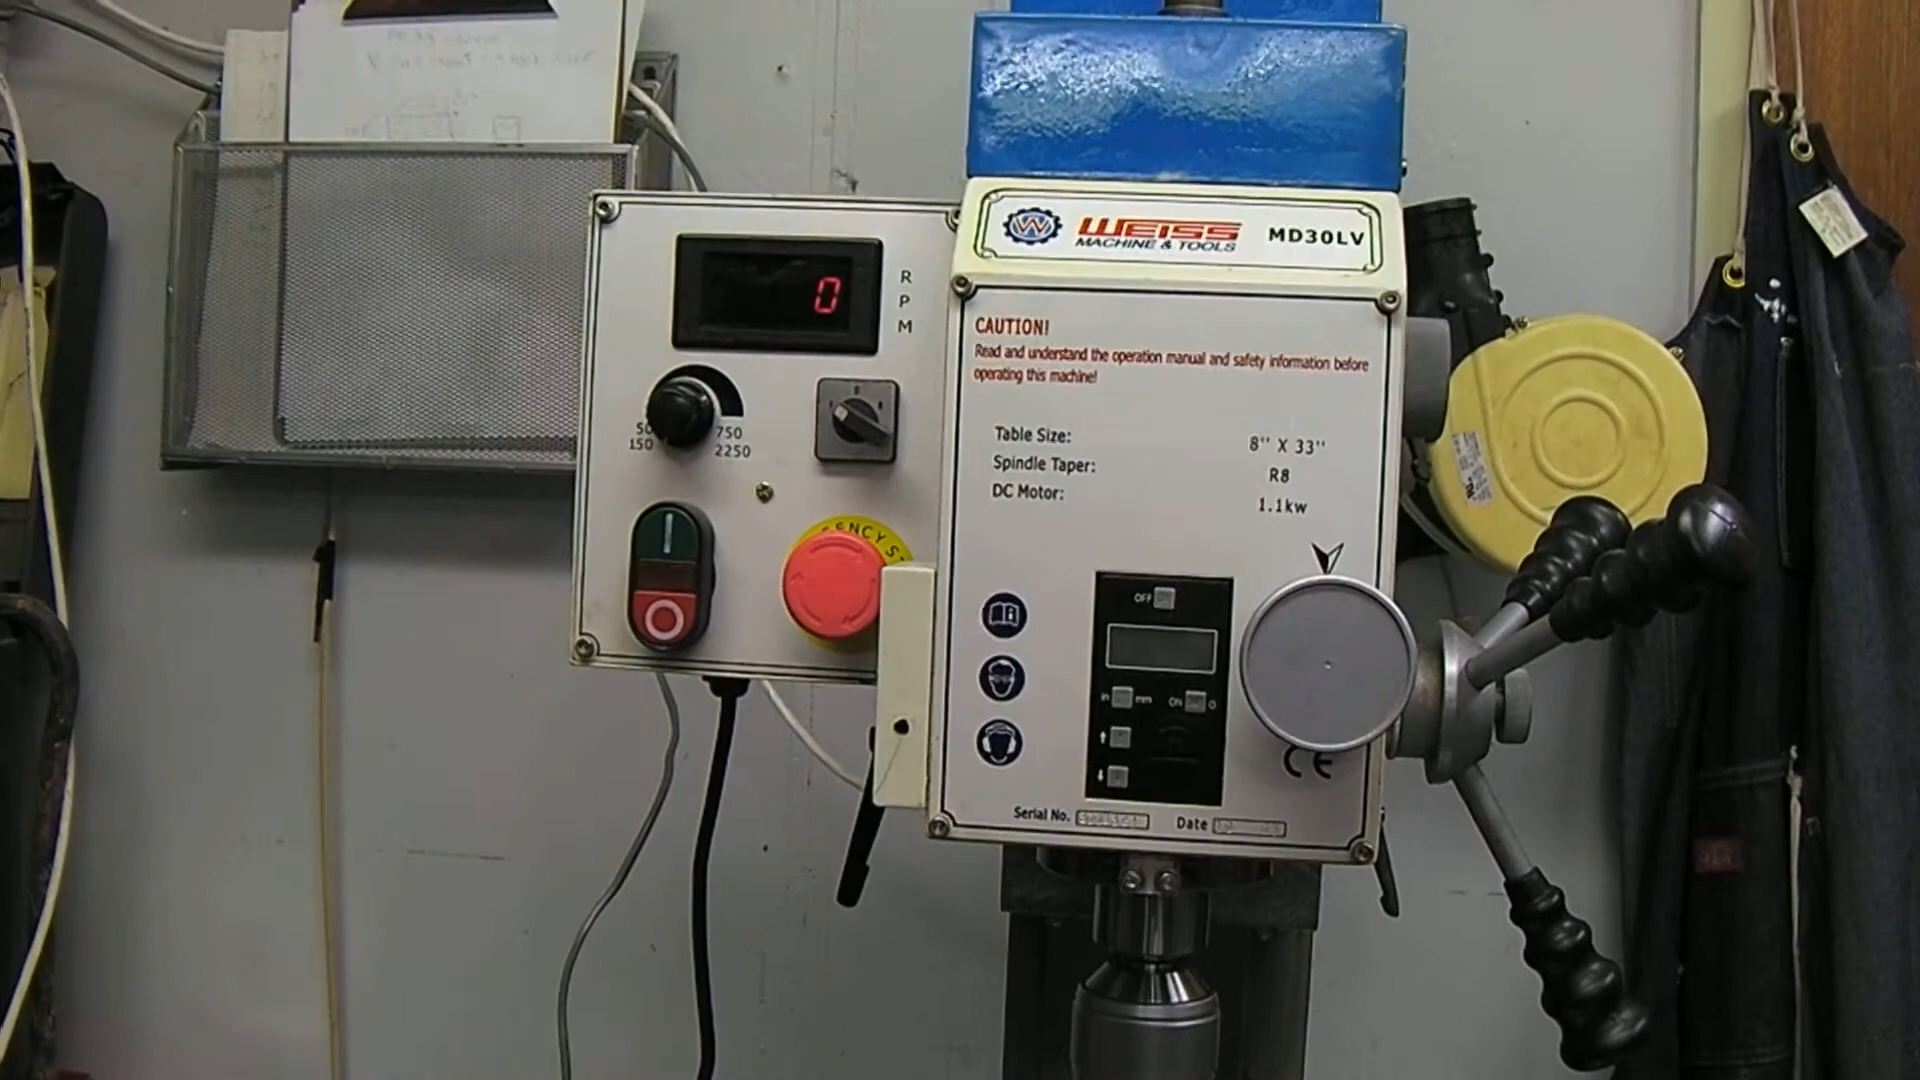 WEISS
MACHINE & TOOLS
MD30LV
0
R
P
M
CAUTION!
Read and understand the operation manual and safety information before
operating this machine!
50
150
750
2250
Table Size: 8" X 33"
Spindle Taper: R8
DC Motor: 1.1kw
ENCY S
OFF
in mm ON 0
CE
Serial No. Date